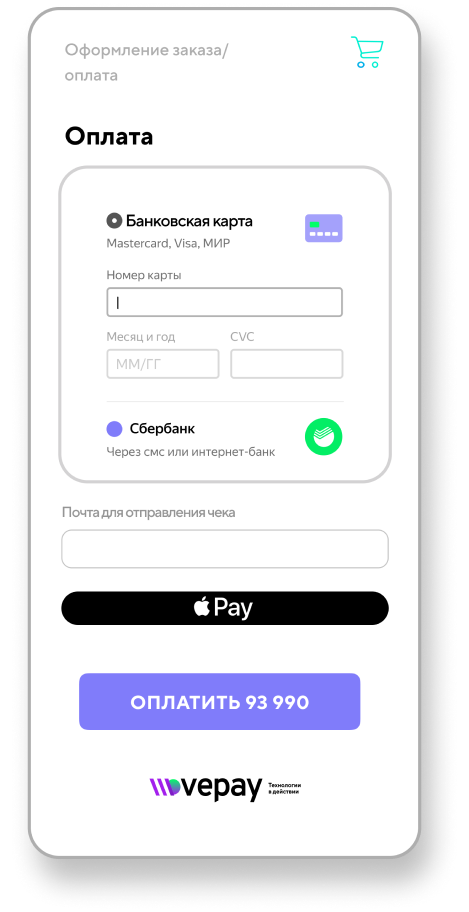 Оформление заказа/
оплата
Оплата
Банковская карта
Mastercard, Visa, МИР
Номер карты
Месяц и год CVC
ММ/ГГ
Сбербанк
Через смс или интернет-банк
Почта для отправления чека
Pay
ОПЛАТИТЬ 93 990
vepay Технологии
в действии